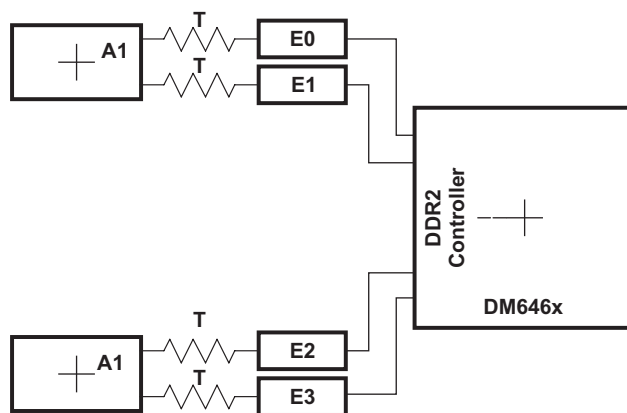 T
A1
E0
T
E1
DDR2
Controller
DM646x
T
A1
E2
T
E3